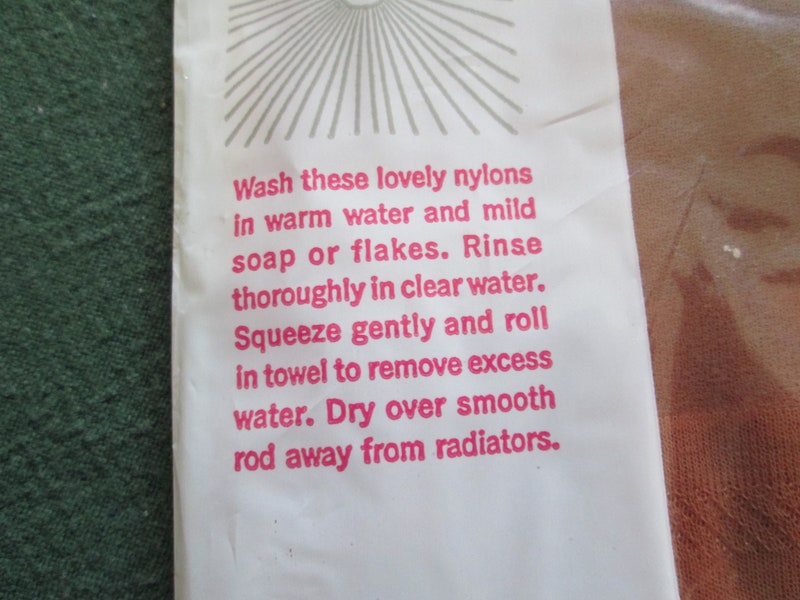 Wash these lovely nylons
in warm water and mild
soap or flakes. Rinse
thoroughly in clear water.
Squeeze gently and roll
in towel to remove excess
water. Dry over smooth
rod away from radiators.